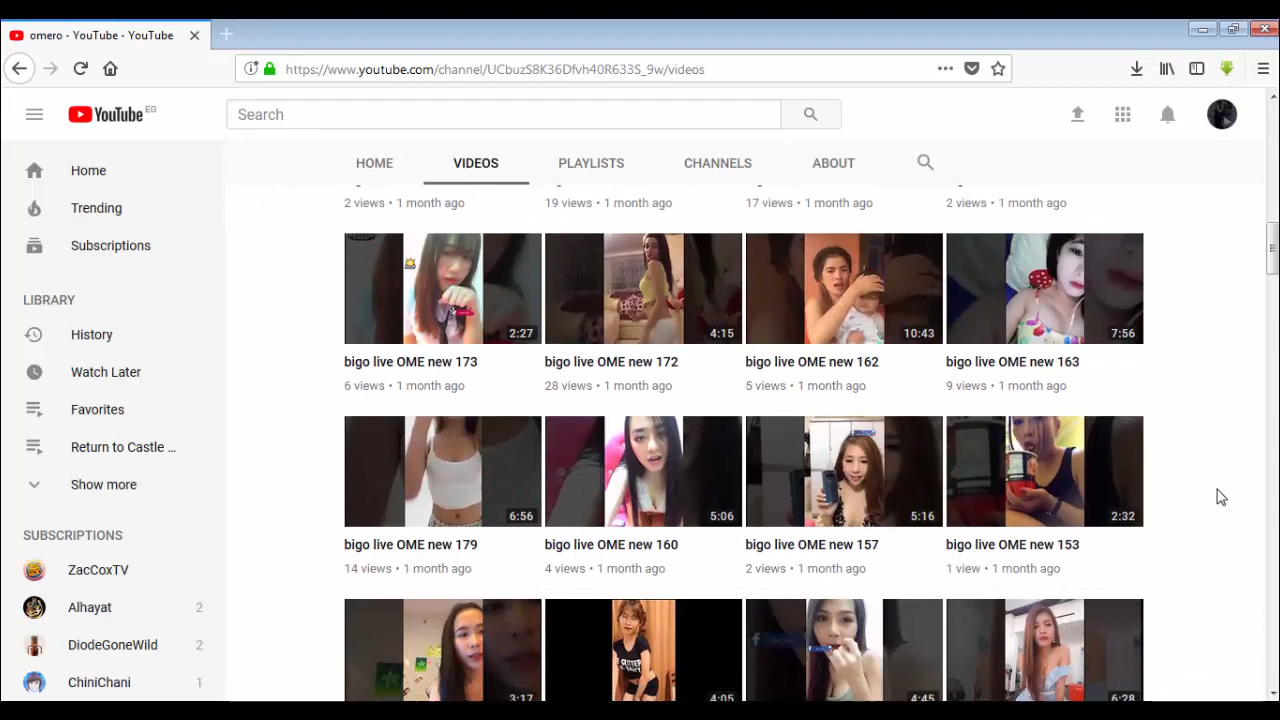 omero - YouTube - YouTube
https://www.youtube.com/channel/UCbuzS8K36Dfvh40R633S_9w/videos
YouTube EG
Search
HOME VIDEOS PLAYLISTS CHANNELS ABOUT
Home
Trending
Subscriptions
LIBRARY
History
Watch Later
Favorites
Return to Castle ...
Show more
SUBSCRIPTIONS
ZacCoxTV
Alhayat 2
DiodeGoneWild 2
ChiniChani 1
2 views • 1 month ago 19 views • 1 month ago 17 views • 1 month ago 2 views • 1 month ago
2:27 4:15 10:43 7:56
bigo live OME new 173 bigo live OME new 172 bigo live OME new 162 bigo live OME new 163
6 views • 1 month ago 28 views • 1 month ago 5 views • 1 month ago 9 views • 1 month ago
6:56 5:06 5:16 2:32
bigo live OME new 179 bigo live OME new 160 bigo live OME new 157 bigo live OME new 153
14 views • 1 month ago 4 views • 1 month ago 2 views • 1 month ago 1 view • 1 month ago
3:17 4:05 4:45 6:28